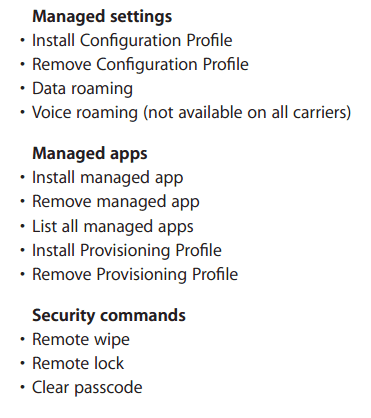 Managed settings
• Install Configuration Profile
• Remove Configuration Profile
• Data roaming
• Voice roaming (not available on all carriers)
Managed apps
• Install managed app
• Remove managed app
• List all managed apps
• Install Provisioning Profile
• Remove Provisioning Profile
Security commands
• Remote wipe
• Remote lock
• Clear passcode